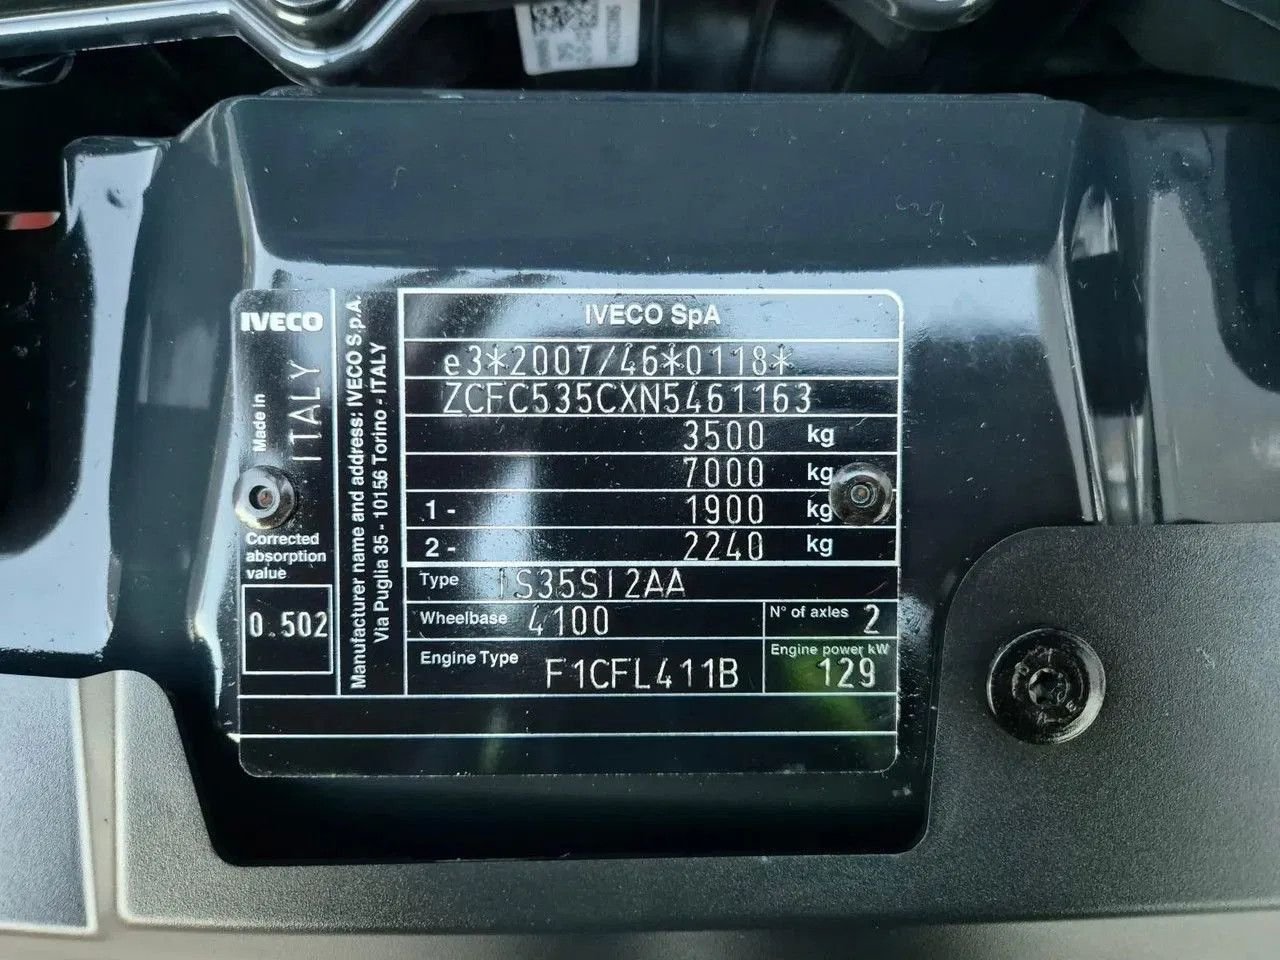 IVECO
Made in
ITALY
Corrected
absorption
value
0.502
Manufacturer name and address: IVECO S.p.A.
Via Puglia 35 - 10156 Torino - ITALY
IVECO SpA
e3*2007/46*0118*
ZCFC535CXN5461163
3500 kg
7000 kg
1- 1900 kg
2- 2240 kg
Type IS35SI2AA
Wheelbase 4100
N° of axles 2
Engine Type F1CFL411B
Engine power kW
129